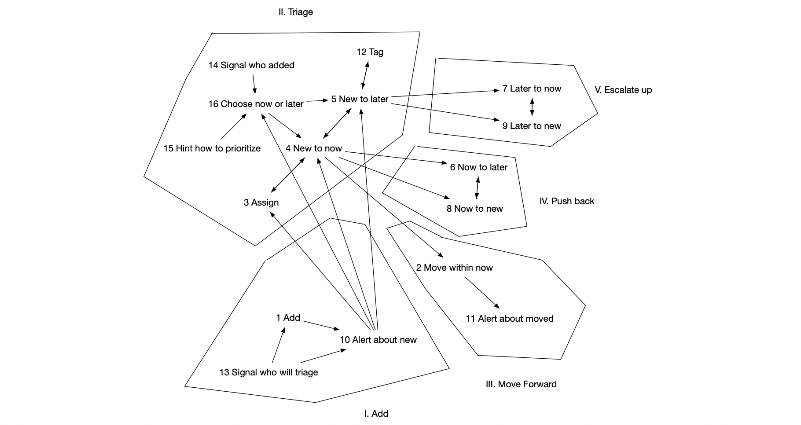 II. Triage
12 Tag
14 Signal who added
7 Later to now
V. Escalate up
16 Choose now or later
5 New to later
9 Later to new
15 Hint how to prioritize
4 New to now
6 Now to later
3 Assign
8 Now to new
IV. Push back
2 Move within now
1 Add
11 Alert about moved
10 Alert about new
13 Signal who will triage
III. Move Forward
I. Add